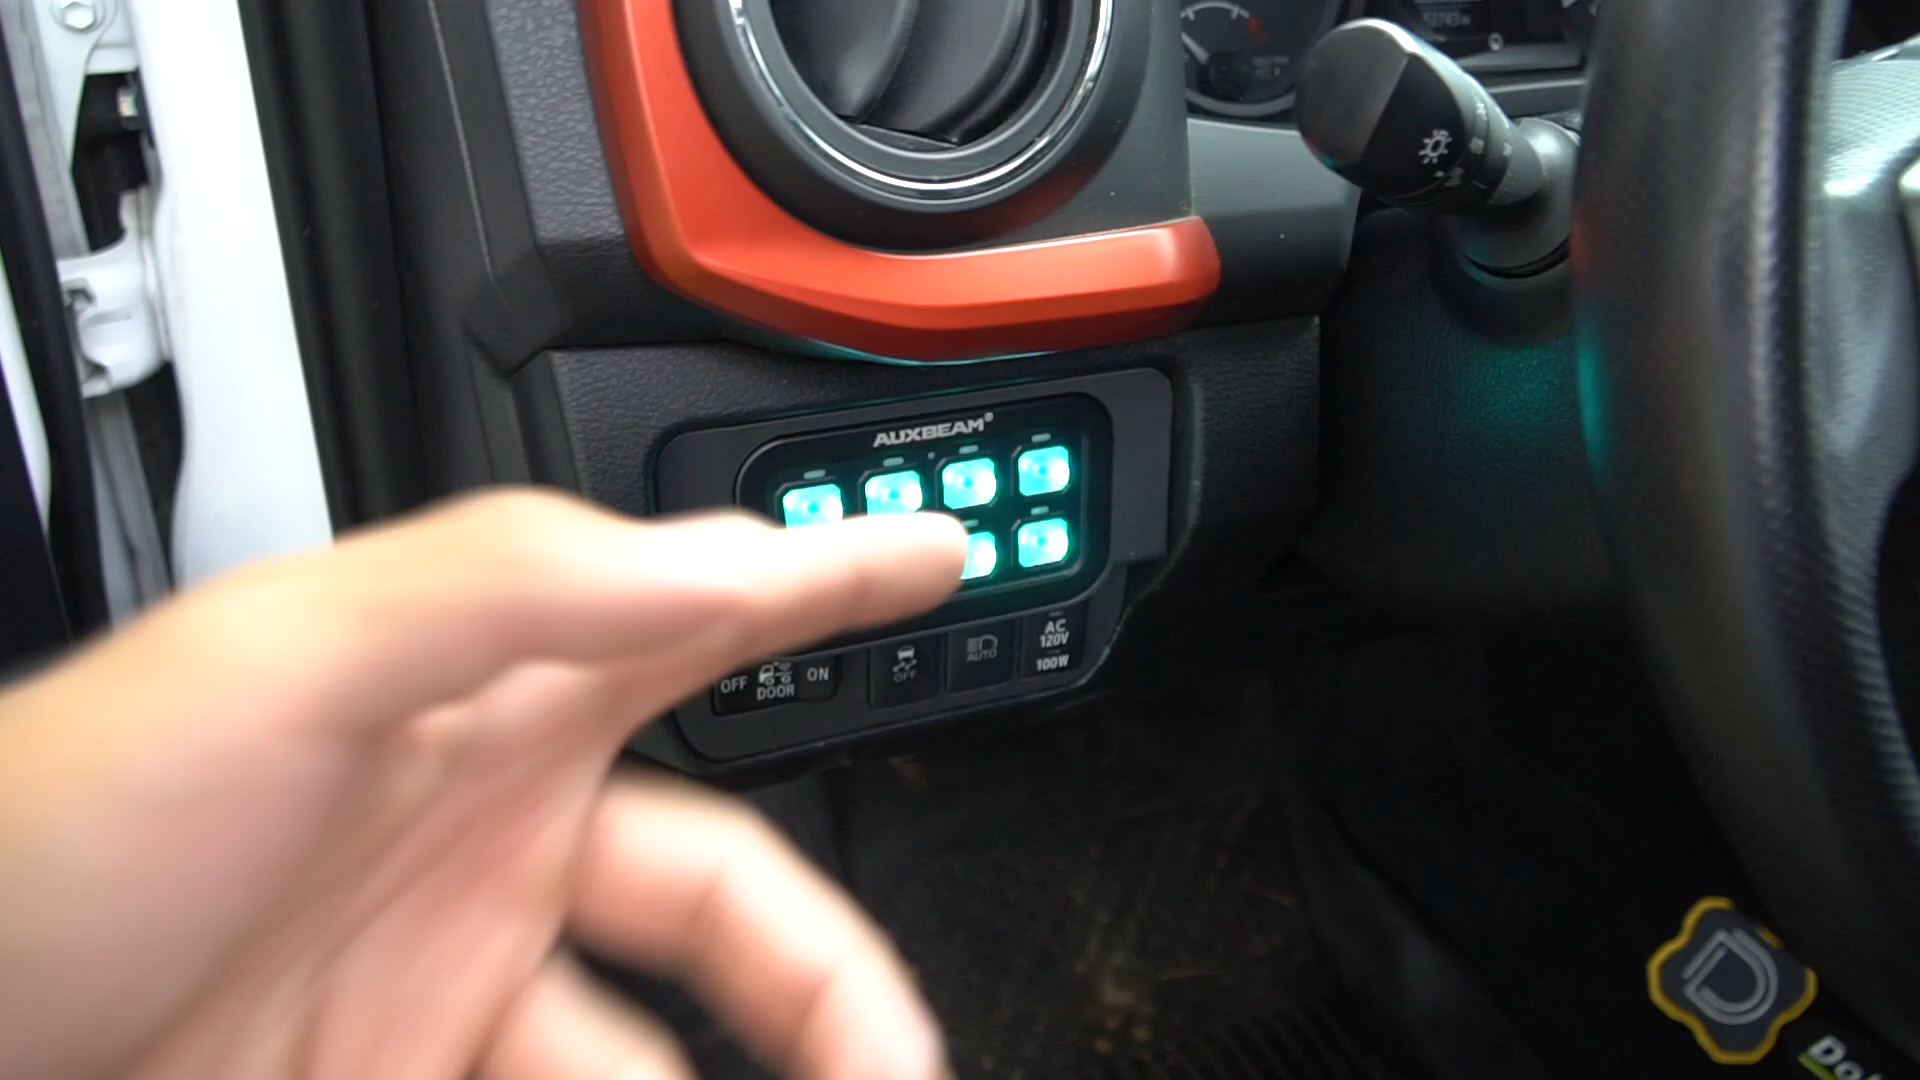 AUXBEAM®
OFF DOOR ON
OFF
AUTO
AC
120V
100W